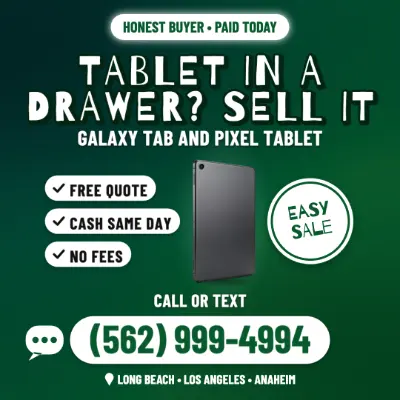 HONEST BUYER • PAID TODAY
TABLET IN A
DRAWER? SELL IT
GALAXY TAB AND PIXEL TABLET
FREE QUOTE
CASH SAME DAY
NO FEES
EASY
SALE
CALL OR TEXT
(562) 999-4994
LONG BEACH • LOS ANGELES • ANAHEIM